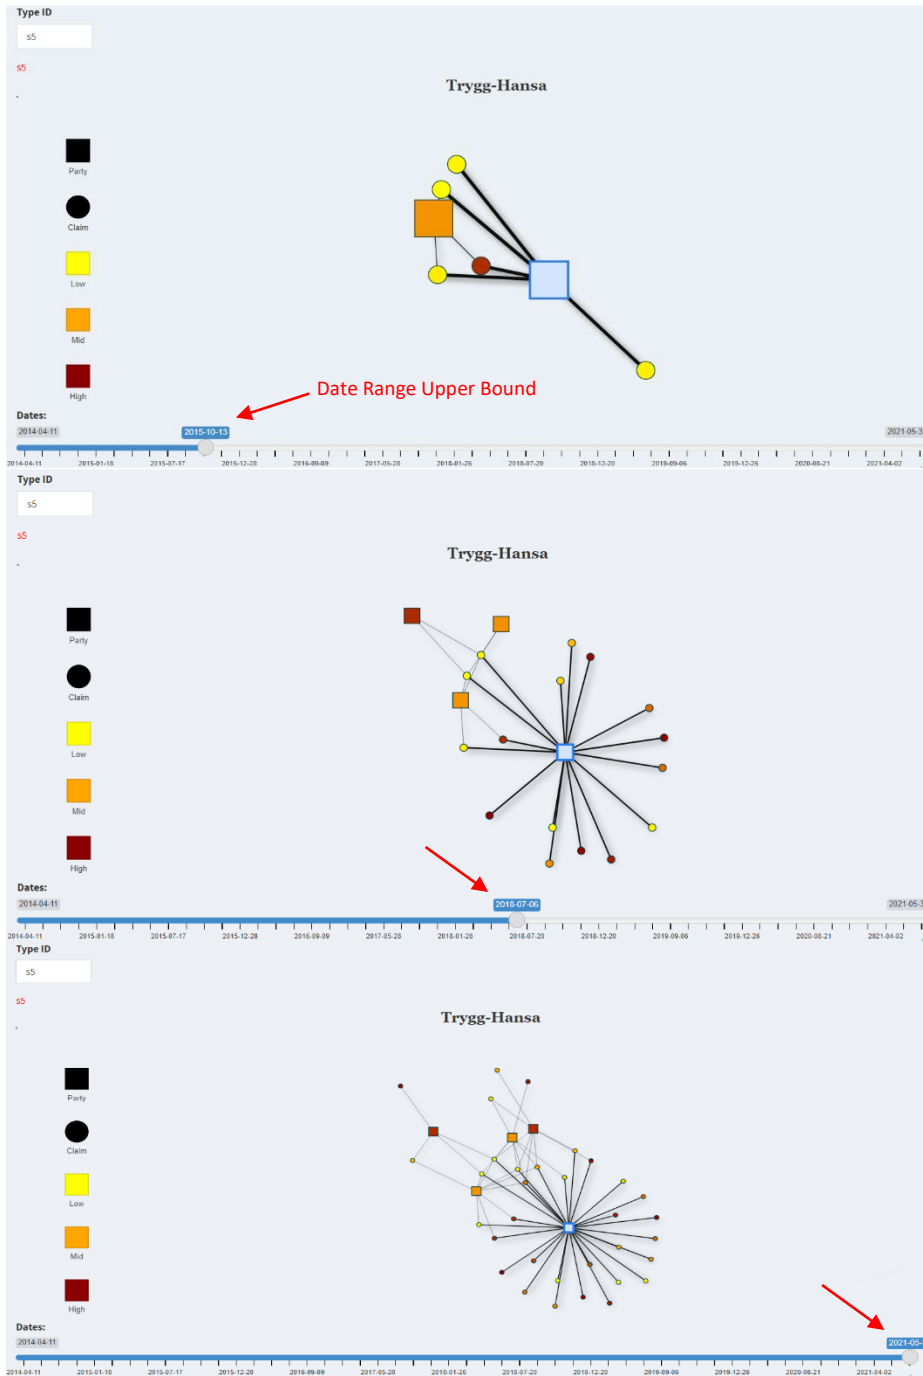 Type ID
s5
s5
Trygg-Hansa
Party
Claim
Low
Mid
High
Date Range Upper Bound
Dates:
2014-04-11 2015-10-13 2021-05-3
2014-04-11 2015-01-18 2015-07-17 2015-12-28 2016-09-09 2017-05-28 2018-01-26 2018-07-20 2018-12-20 2019-09-06 2019-12-26 2020-08-21 2021-04-02
Type ID
s5
s5
Trygg-Hansa
Party
Claim
Low
Mid
High
Dates:
2014-04-11 2018-07-06 2021-05-3
2014-04-11 2015-01-18 2015-07-17 2015-12-28 2016-09-09 2017-05-28 2018-01-26 2018-07-20 2018-12-20 2019-09-06 2019-12-26 2020-08-21 2021-04-02
Type ID
s5
s5
Trygg-Hansa
Party
Claim
Low
Mid
High
Dates:
2014-04-11 2021-05-
2014-04-11 2015-01-18 2015-07-17 2015-12-28 2016-09-09 2017-05-28 2018-01-26 2018-07-20 2018-12-20 2019-09-06 2019-12-26 2020-08-21 2021-04-02